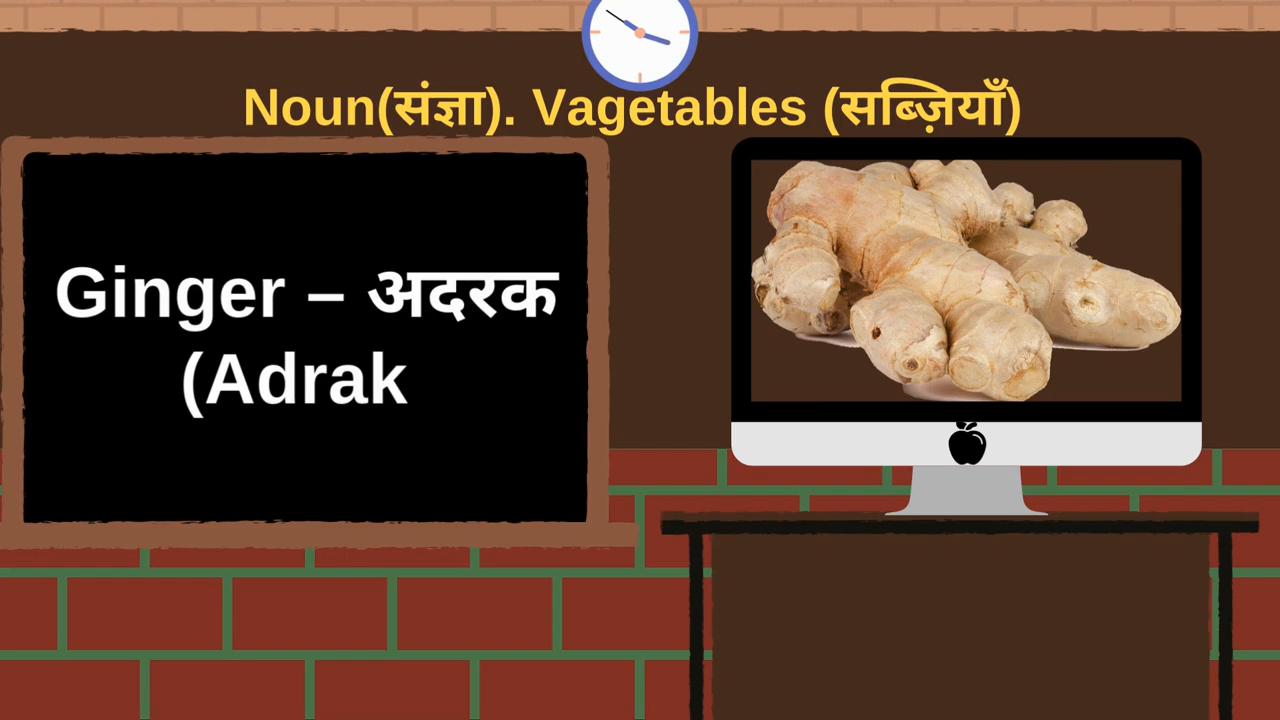 Noun(संज्ञा). Vagetables (सब्ज़ियाँ)
Ginger – अदरक
(Adrak